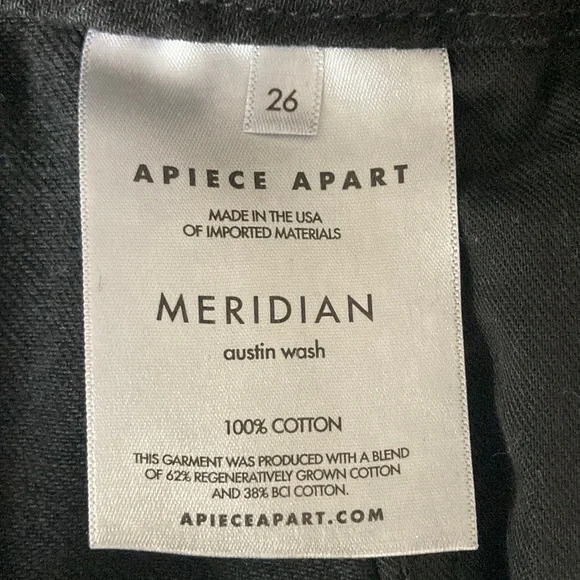 26
APIECE APART
MADE IN THE USA
OF IMPORTED MATERIALS
MERIDIAN
austin wash
100% COTTON
THIS GARMENT WAS PRODUCED WITH A BLEND
OF 62% REGENERATIVELY GROWN COTTON
AND 38% BCI COTTON.
APIECEAPART.COM